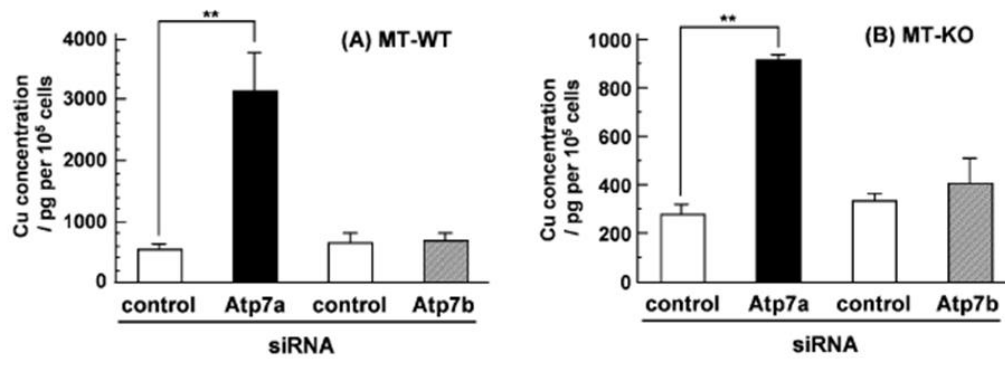 (A) MT-WT
**
Cu concentration
/ pg per 10⁵ cells
4000
3000
2000
1000
0
control Atp7a control Atp7b
siRNA
(B) MT-KO
**
Cu concentration
/ pg per 10⁵ cells
1000
800
600
400
200
0
control Atp7a control Atp7b
siRNA